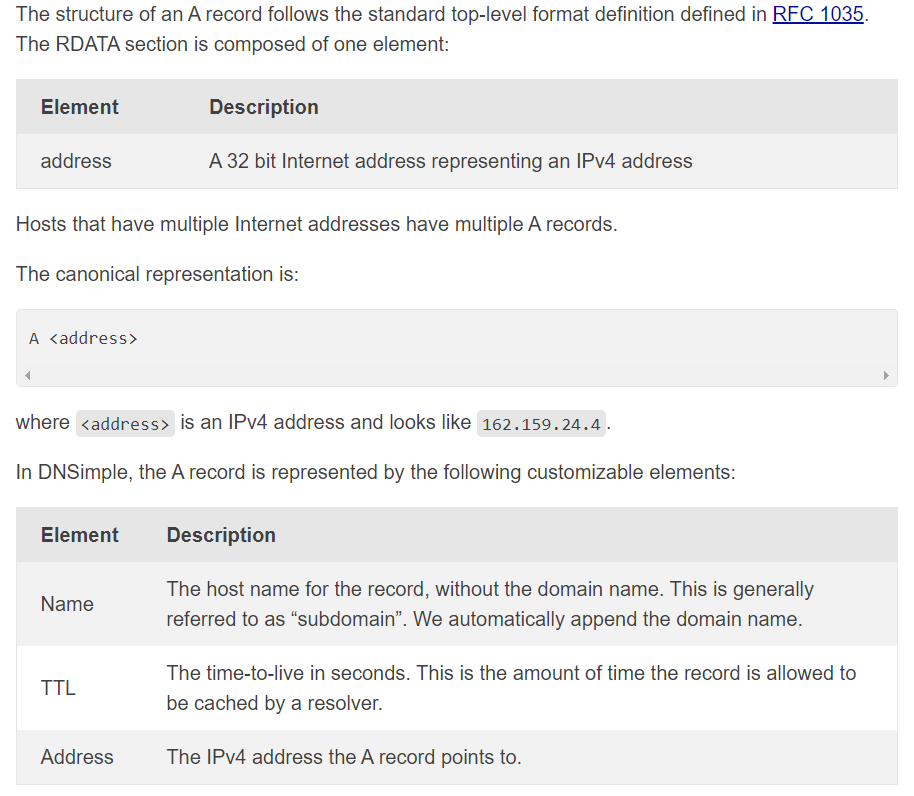 The structure of an A record follows the standard top-level format definition defined in RFC 1035.
The RDATA section is composed of one element:
Element Description
address A 32 bit Internet address representing an IPv4 address
Hosts that have multiple Internet addresses have multiple A records.
The canonical representation is:
A <address>
where <address> is an IPv4 address and looks like 162.159.24.4.
In DNSimple, the A record is represented by the following customizable elements:
Element Description
Name The host name for the record, without the domain name. This is generally
referred to as “subdomain”. We automatically append the domain name.
TTL The time-to-live in seconds. This is the amount of time the record is allowed to
be cached by a resolver.
Address The IPv4 address the A record points to.